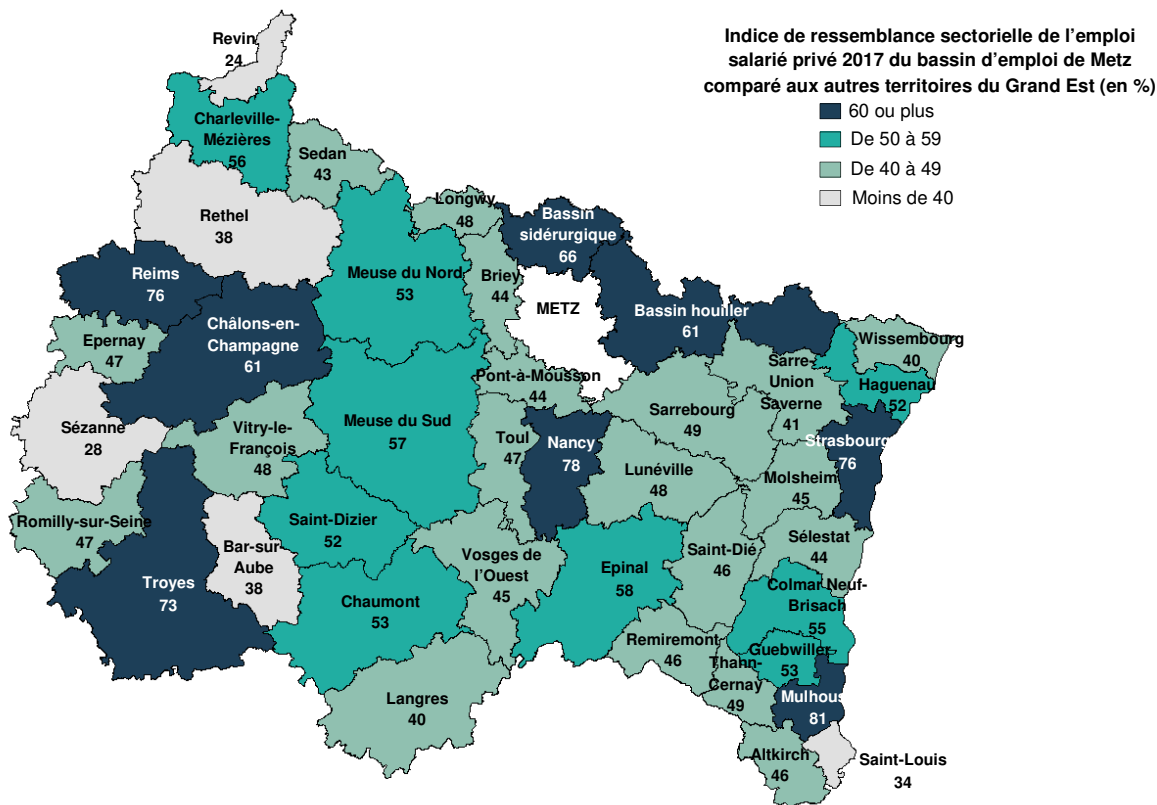 Indice de ressemblance sectorielle de l’emploi
salarié privé 2017 du bassin d’emploi de Metz
comparé aux autres territoires du Grand Est (en %)
60 ou plus
De 50 à 59
De 40 à 49
Moins de 40
Revin
24
Charleville-
Mézières
56
Sedan
43
Rethel
38
Longwy
48
Bassin
sidérurgique
66
Reims
76
Meuse du Nord
53
Briey
44
METZ
Bassin houiller
61
Châlons-en-
Champagne
61
Epernay
47
Wissembourg
40
Sarre-
Union
Haguenau
52
Pont-à-Mousson
44
Sarrebourg
49
Saverne
41
Sézanne
28
Vitry-le-
François
48
Meuse du Sud
57
Toul
47
Nancy
78
Strasbourg
76
Lunéville
48
Molsheim
45
Romilly-sur-Seine
47
Saint-Dizier
52
Bar-sur-
Aube
38
Vosges de
l’Ouest
45
Epinal
58
Saint-Dié
46
Sélestat
44
Troyes
73
Chaumont
53
Colmar Neuf-
Brisach
55
Remiremont
46
Guebwiller
53
Thann-
Cernay
49
Langres
40
Mulhous
81
Altkirch
46
Saint-Louis
34